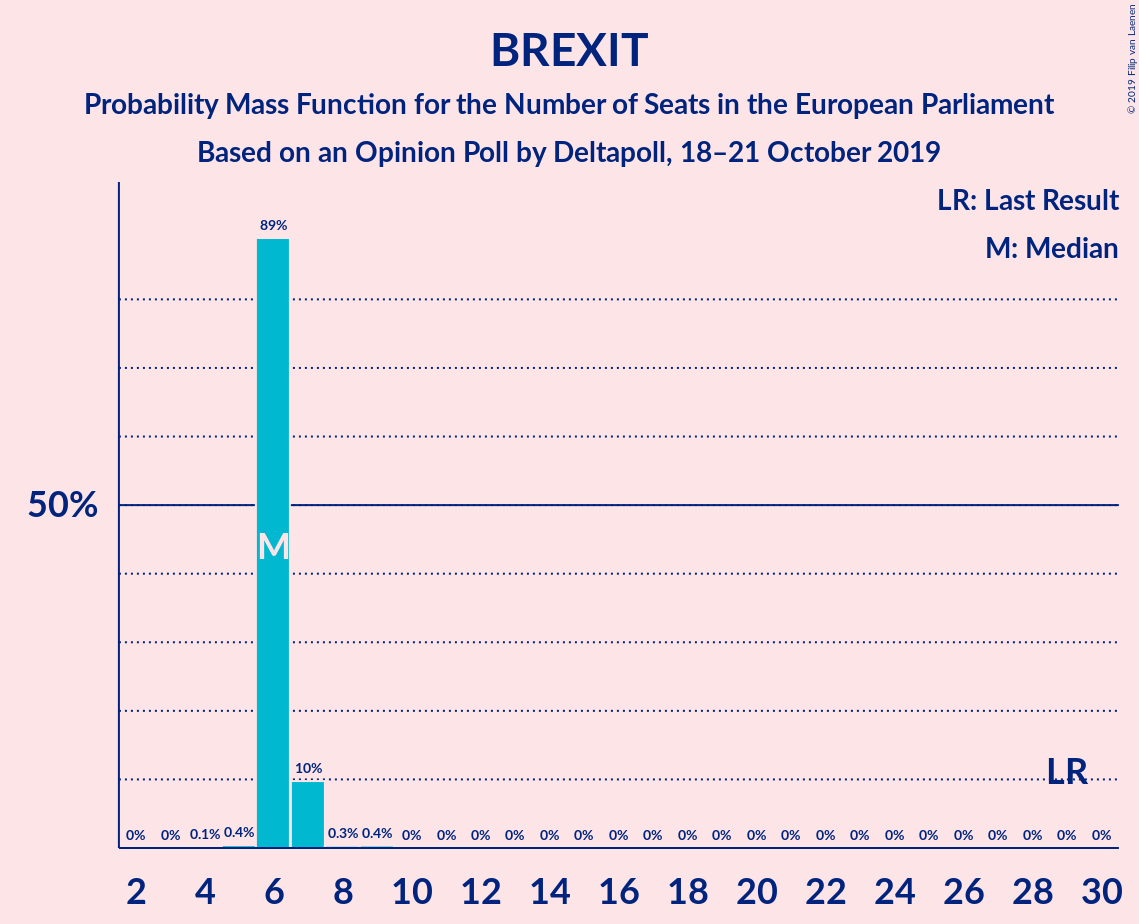 BREXIT
Probability Mass Function for the Number of Seats in the European Parliament
Based on an Opinion Poll by Deltapoll, 18–21 October 2019
© 2019 Filip van Laenen
LR: Last Result
M: Median
89%
50%
M
10%
LR
0% 0% 0.1% 0.4% 0.3% 0.4% 0% 0% 0% 0% 0% 0% 0% 0% 0% 0% 0% 0% 0% 0% 0% 0% 0% 0% 0% 0% 0%
2 4 6 8 10 12 14 16 18 20 22 24 26 28 30